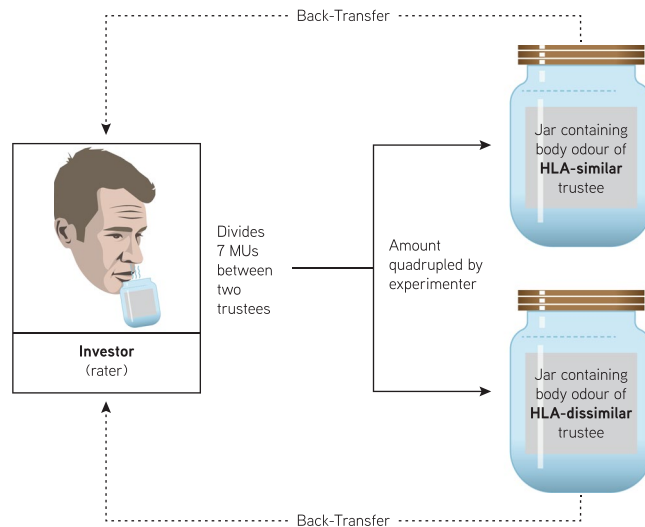 Back-Transfer
Jar containing
body odour of
HLA-similar
trustee
Divides
7 MUs
between
two
trustees
Amount
quadrupled by
experimenter
Investor
(rater)
Jar containing
body odour of
HLA-dissimilar
trustee
Back-Transfer